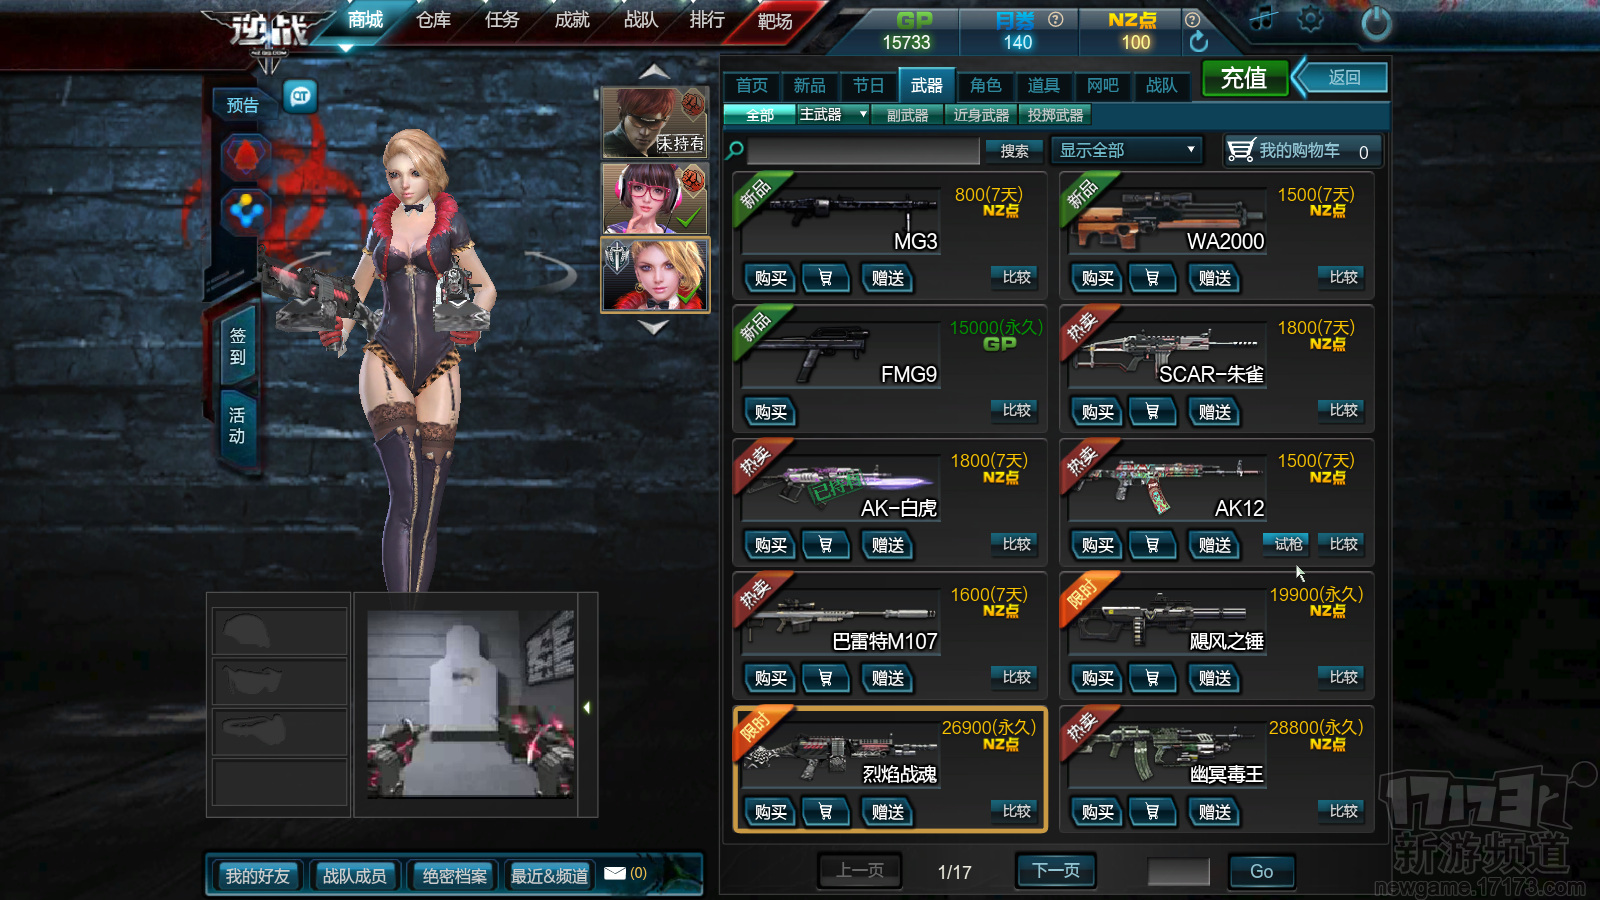 逆战
商城 仓库 任务 成就 战队 排行 靶场
GP 月券 ? NZ点 ?
15733 140 100
预告
签到
活动
未持有
首页 新品 节日 武器 角色 道具 网吧 战队 充值 返回
全部 主武器 副武器 近身武器 投掷武器
搜索 显示全部 我的购物车 0
新品 800(7天) NZ点
MG3
购买 赠送 比较
新品 1500(7天) NZ点
WA2000
购买 赠送 比较
新品 15000(永久) GP
FMG9
购买 比较
热卖 1800(7天) NZ点
SCAR-朱雀
购买 赠送 比较
热卖 1800(7天) NZ点
已持有
AK-白虎
购买 赠送 比较
热卖 1500(7天) NZ点
AK12
购买 赠送 试枪 比较
热卖 1600(7天) NZ点
巴雷特M107
购买 赠送 比较
限时 19900(永久) NZ点
飓风之锤
购买 赠送 比较
限时 26900(永久) NZ点
烈焰战魂
购买 赠送 比较
热卖 28800(永久) NZ点
幽冥毒王
购买 赠送 比较
上一页 1/17 下一页 Go
我的好友 战队成员 绝密档案 最近&频道 (0)
17173
新游频道
newgame.17173.com